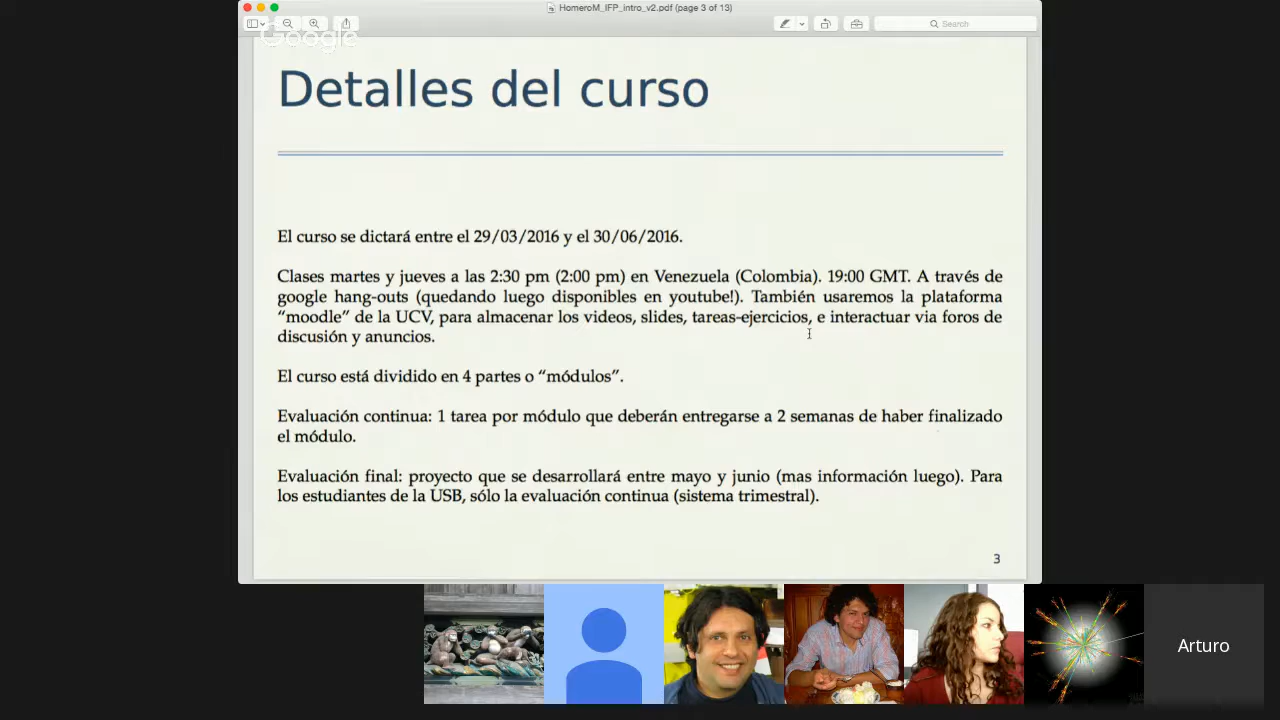 HomeroM_IFP_intro_v2.pdf (page 3 of 13)
Google
Search
Detalles del curso
El curso se dictará entre el 29/03/2016 y el 30/06/2016.
Clases martes y jueves a las 2:30 pm (2:00 pm) en Venezuela (Colombia). 19:00 GMT. A través de
google hang-outs (quedando luego disponibles en youtube!). También usaremos la plataforma
“moodle” de la UCV, para almacenar los videos, slides, tareas-ejercicios, e interactuar via foros de
discusión y anuncios.
El curso está dividido en 4 partes o “módulos”.
Evaluación continua: 1 tarea por módulo que deberán entregarse a 2 semanas de haber finalizado
el módulo.
Evaluación final: proyecto que se desarrollará entre mayo y junio (mas información luego). Para
los estudiantes de la USB, sólo la evaluación continua (sistema trimestral).
3
Arturo